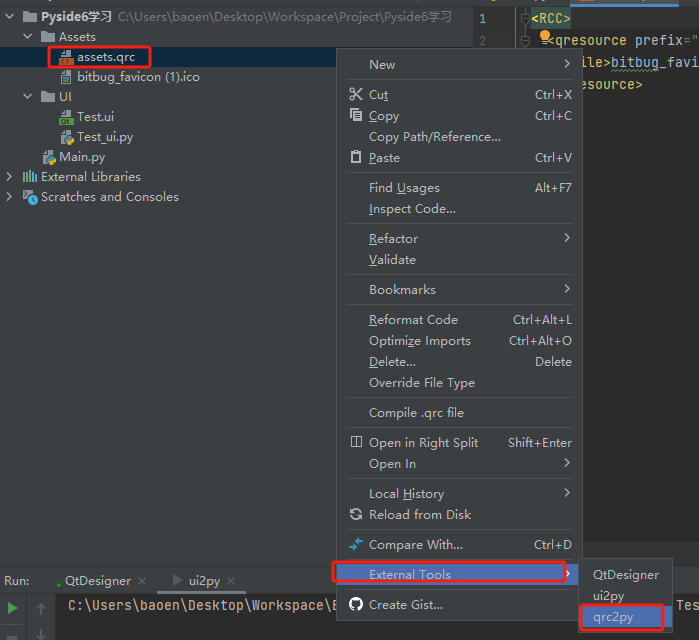 Pyside6学习 C:\Users\baoen\Desktop\Workspace\Project\Pyside6学习
Assets
assets.qrc
bitbug_favicon (1).ico
UI
Test.ui
Test_ui.py
Main.py
External Libraries
Scratches and Consoles
1 <RCC>
2 <qresource prefix="
ile>bitbug_favi
esource>
New
Cut Ctrl+X
Copy Ctrl+C
Copy Path/Reference...
Paste Ctrl+V
Find Usages Alt+F7
Inspect Code...
Refactor
Validate
Bookmarks
Reformat Code Ctrl+Alt+L
Optimize Imports Ctrl+Alt+O
Delete... Delete
Override File Type
Compile .qrc file
Open in Right Split Shift+Enter
Open In
Local History
Reload from Disk
Compare With... Ctrl+D
External Tools
Create Gist...
QtDesigner
ui2py
qrc2py
Run: QtDesigner ui2py
C:\Users\baoen\Desktop\Workspace\E
Tes